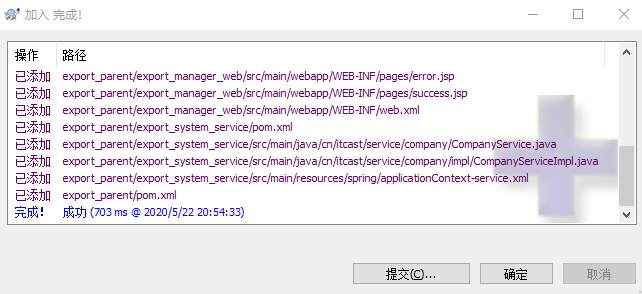 加入 完成!
操作 路径
已添加 export_parent/export_manager_web/src/main/webapp/WEB-INF/pages/error.jsp
已添加 export_parent/export_manager_web/src/main/webapp/WEB-INF/pages/success.jsp
已添加 export_parent/export_manager_web/src/main/webapp/WEB-INF/web.xml
已添加 export_parent/export_system_service/pom.xml
已添加 export_parent/export_system_service/src/main/java/cn/itcast/service/company/CompanyService.java
已添加 export_parent/export_system_service/src/main/java/cn/itcast/service/company/impl/CompanyServiceImpl.java
已添加 export_parent/export_system_service/src/main/resources/spring/applicationContext-service.xml
已添加 export_parent/pom.xml
完成! 成功 (703 ms @ 2020/5/22 20:54:33)
提交(C)... 确定 取消